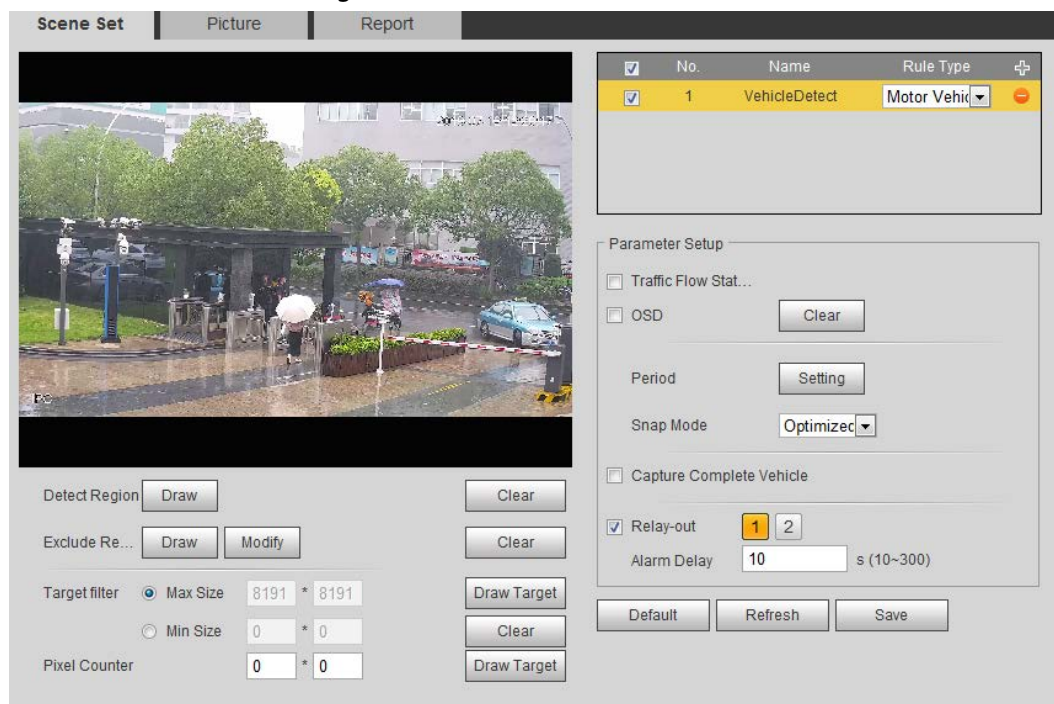 Scene Set Picture Report
No. Name Rule Type
1 VehicleDetect Motor Vehic
Parameter Setup
Traffic Flow Stat...
OSD Clear
Period Setting
Snap Mode Optimized
Capture Complete Vehicle
Relay-out 1 2
Alarm Delay 10 s (10~300)
Default Refresh Save
PC
Detect Region Draw Clear
Exclude Re... Draw Modify Clear
Target filter Max Size 8191 * 8191 Draw Target
Min Size 0 * 0 Clear
Pixel Counter 0 * 0 Draw Target